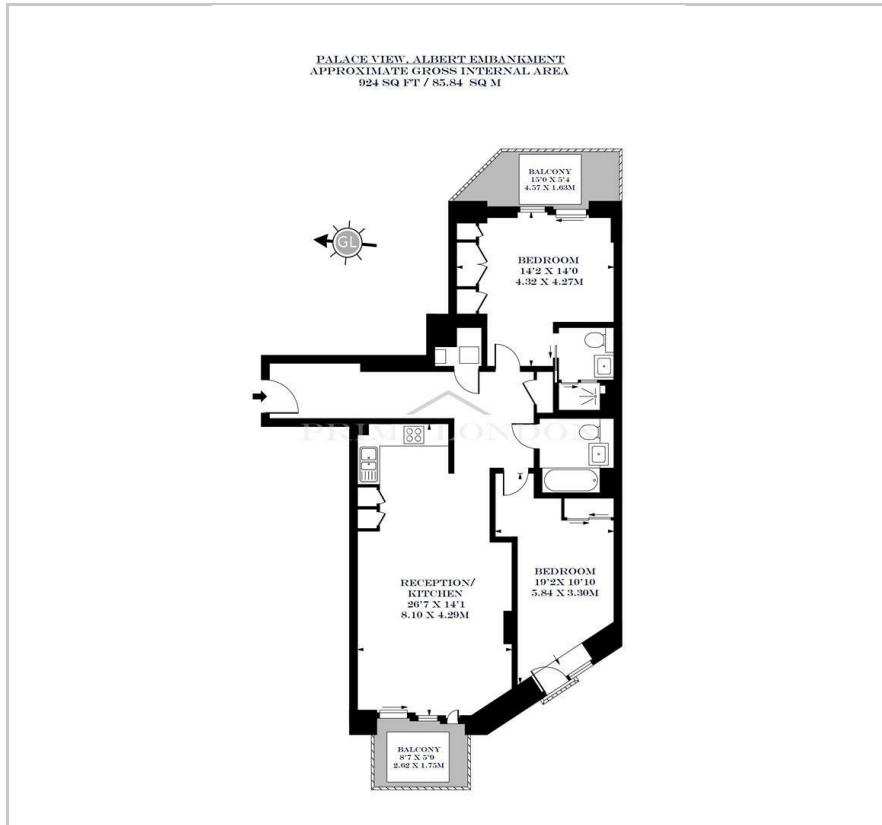 PALACE VIEW, ALBERT EMBANKMENT
APPROXIMATE GROSS INTERNAL AREA
924 SQ FT / 85.84 SQ M
BALCONY
15'0 X 5'4
4.57 X 1.63M
GL
BEDROOM
14'2 X 14'0
4.32 X 4.27M
PRIME LONDON
BEDROOM
19'2X 10'10
5.84 X 3.30M
RECEPTION/
KITCHEN
26'7 X 14'1
8.10 X 4.29M
BALCONY
8'7 X 5'9
2.62 X 1.75M